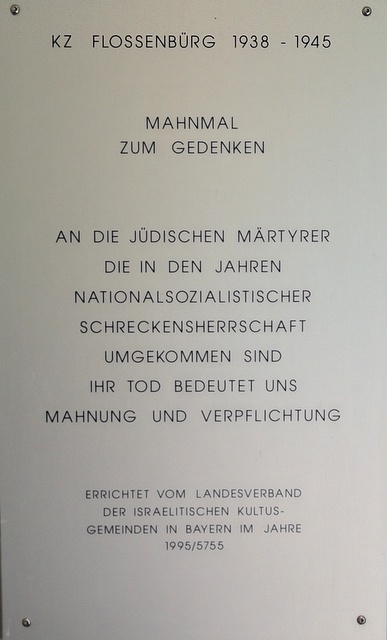 KZ FLOSSENBÜRG 1938 - 1945
MAHNMAL
ZUM GEDENKEN
AN DIE JÜDISCHEN MÄRTYRER
DIE IN DEN JAHREN
NATIONALSOZIALISTISCHER
SCHRECKENSHERRSCHAFT
UMGEKOMMEN SIND
IHR TOD BEDEUTET UNS
MAHNUNG UND VERPFLICHTUNG
ERRICHTET VOM LANDESVERBAND
DER ISRAELITISCHEN KULTUS-
GEMEINDEN IN BAYERN IM JAHRE
1995/5755